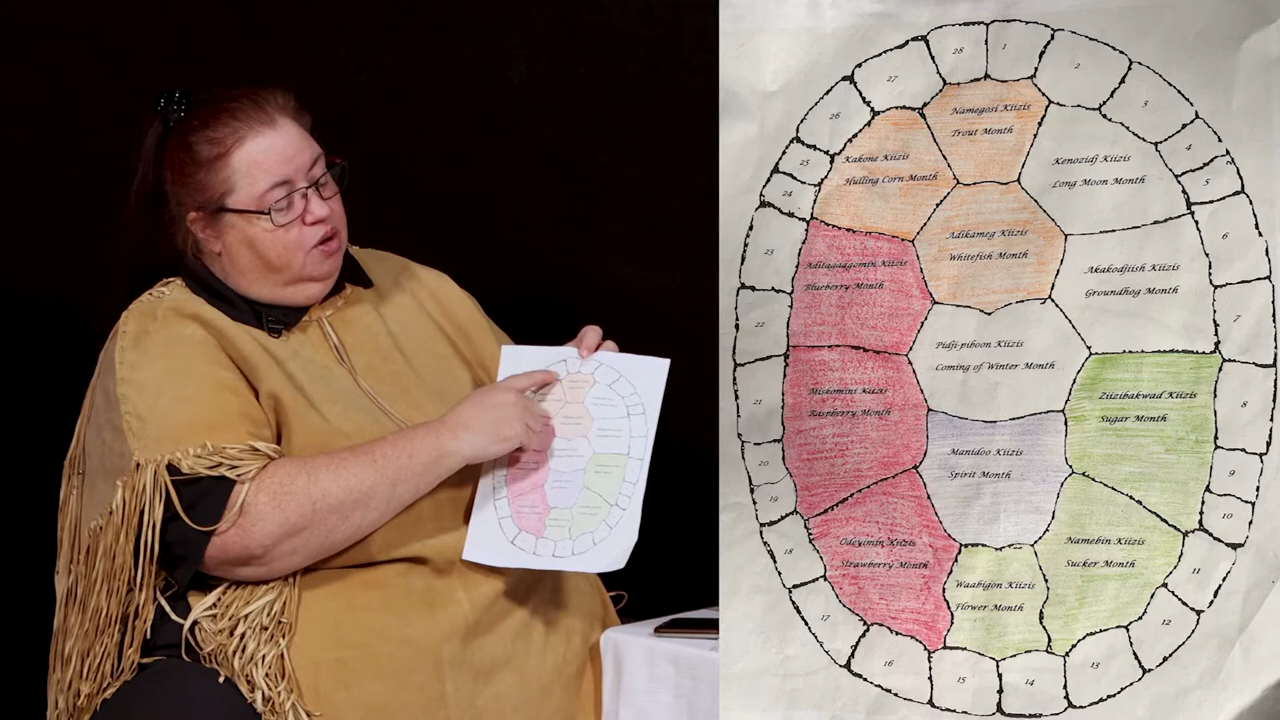 28
1
27
2
26
3
25
4
24
5
23
6
22
7
21
8
20
9
19
10
18
11
17
12
16
13
15
14
Namegosi Kiizis
Trout Month
Kakone Kiizis
Hulling Corn Month
Kenozidj Kiizis
Long Moon Month
Adikameg Kiizis
Whitefish Month
Aditagaagomin Kiizis
Blueberry Month
Akakodjiish Kiizis
Groundhog Month
Pidji-piboon Kiizis
Coming of Winter Month
Miskomini Kiizis
Raspberry Month
Ziizibakwad Kiizis
Sugar Month
Manidoo Kiizis
Spirit Month
Odeyimin Kiizis
Strawberry Month
Namebin Kiizis
Sucker Month
Waabigon Kiizis
Flower Month